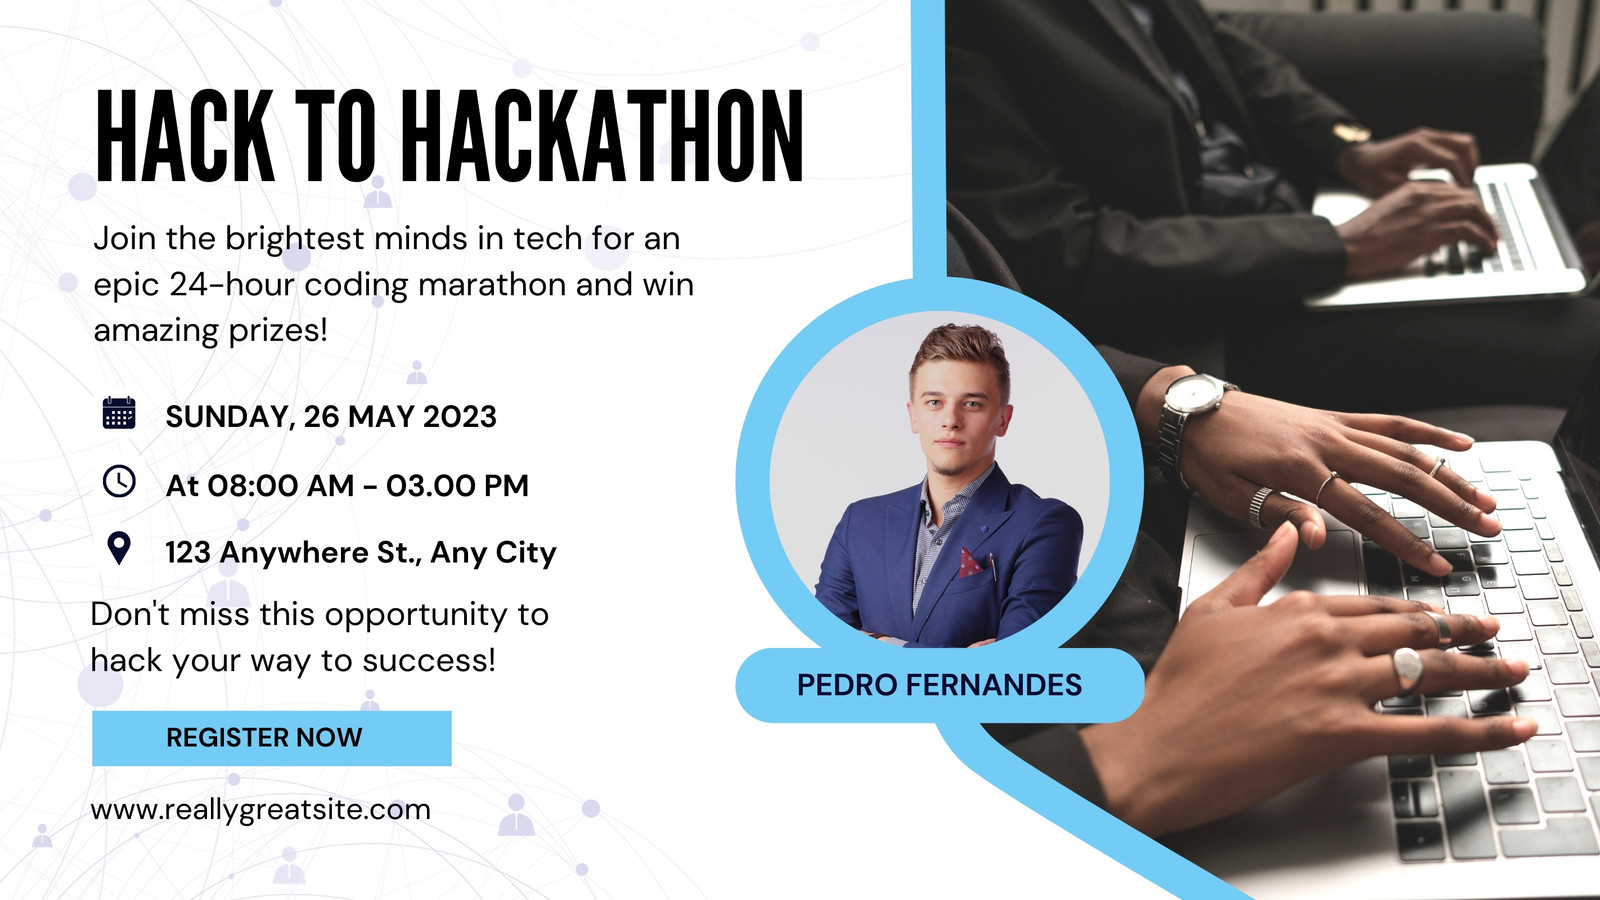 HACK TO HACKATHON
Join the brightest minds in tech for an
epic 24-hour coding marathon and win
amazing prizes!
SUNDAY, 26 MAY 2023
At 08:00 AM - 03.00 PM
123 Anywhere St., Any City
Don't miss this opportunity to
hack your way to success!
REGISTER NOW
www.reallygreatsite.com
PEDRO FERNANDES